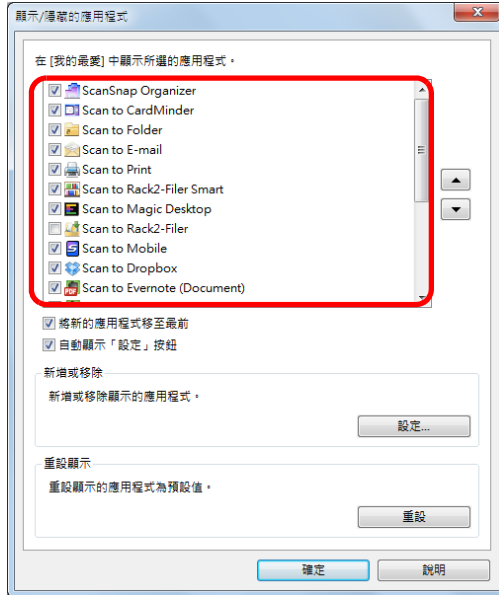 顯示/隱藏的應用程式
在 [我的最愛] 中顯示所選的應用程式。
ScanSnap Organizer
Scan to CardMinder
Scan to Folder
Scan to E-mail
Scan to Print
Scan to Rack2-Filer Smart
Scan to Magic Desktop
Scan to Rack2-Filer
Scan to Mobile
Scan to Dropbox
Scan to Evernote (Document)
將新的應用程式移至最前
自動顯示「設定」按鈕
新增或移除
新增或移除顯示的應用程式。
設定...
重設顯示
重設顯示的應用程式為預設值。
重設
確定
說明